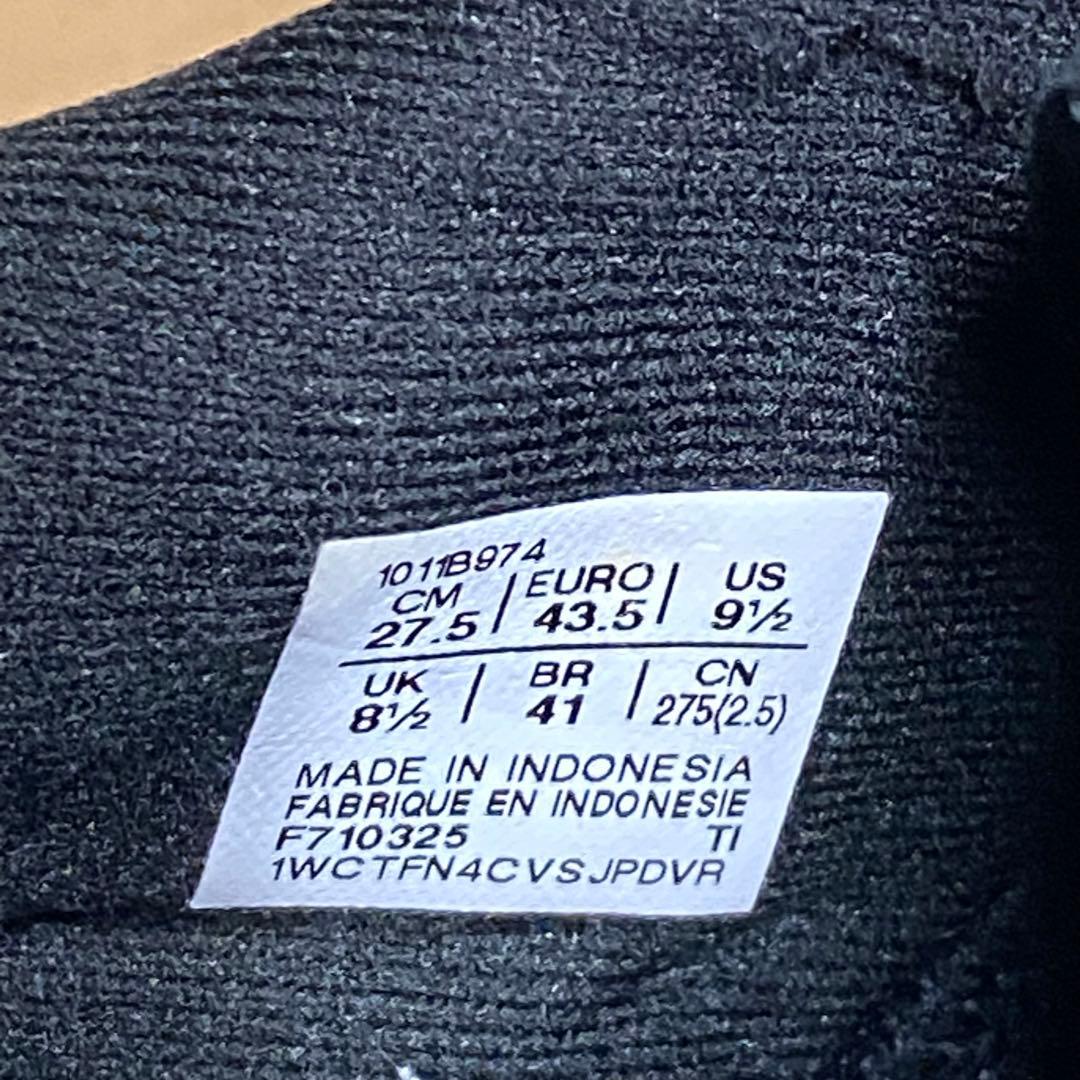 1011B974
CM | EURO | US
27.5 | 43.5 | 9½
UK | BR | CN
8½ | 41 | 275(2.5)
MADE IN INDONESIA
FABRIQUE EN INDONESIE
F710325 TI
1WCTFN4CVSJPDVR